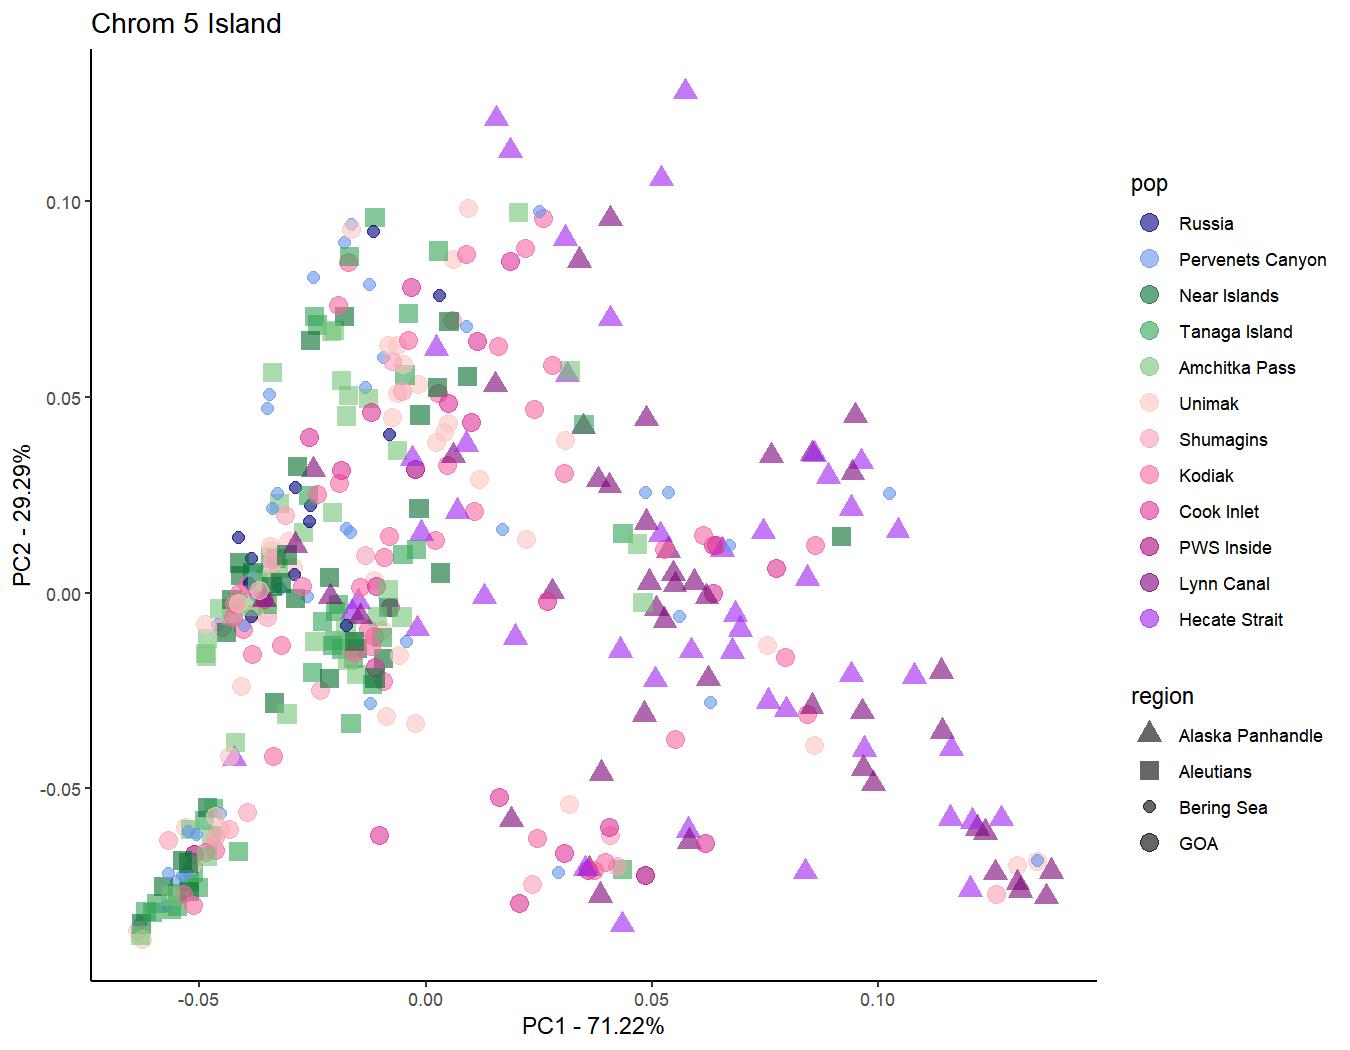 Chrom 5 Island
PC2 - 29.29%
0.10
0.05
0.00
-0.05
-0.05
0.00
0.05
0.10
PC1 - 71.22%
pop
Russia
Pervenets Canyon
Near Islands
Tanaga Island
Amchitka Pass
Unimak
Shumagins
Kodiak
Cook Inlet
PWS Inside
Lynn Canal
Hecate Strait
region
Alaska Panhandle
Aleutians
Bering Sea
GOA